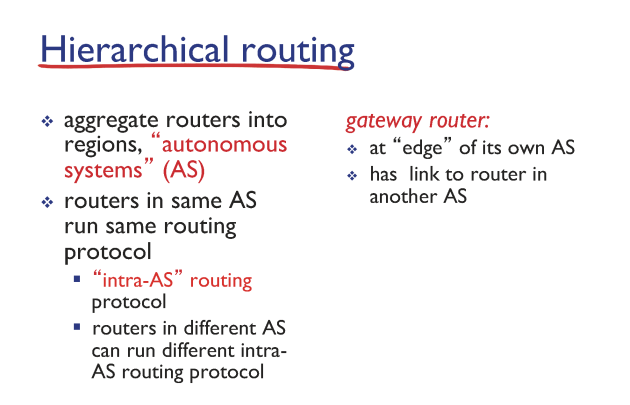 Hierarchical routing
aggregate routers into
regions, “autonomous
systems” (AS)
routers in same AS
run same routing
protocol
“intra-AS” routing
protocol
routers in different AS
can run different intra-
AS routing protocol
gateway router:
at “edge” of its own AS
has link to router in
another AS